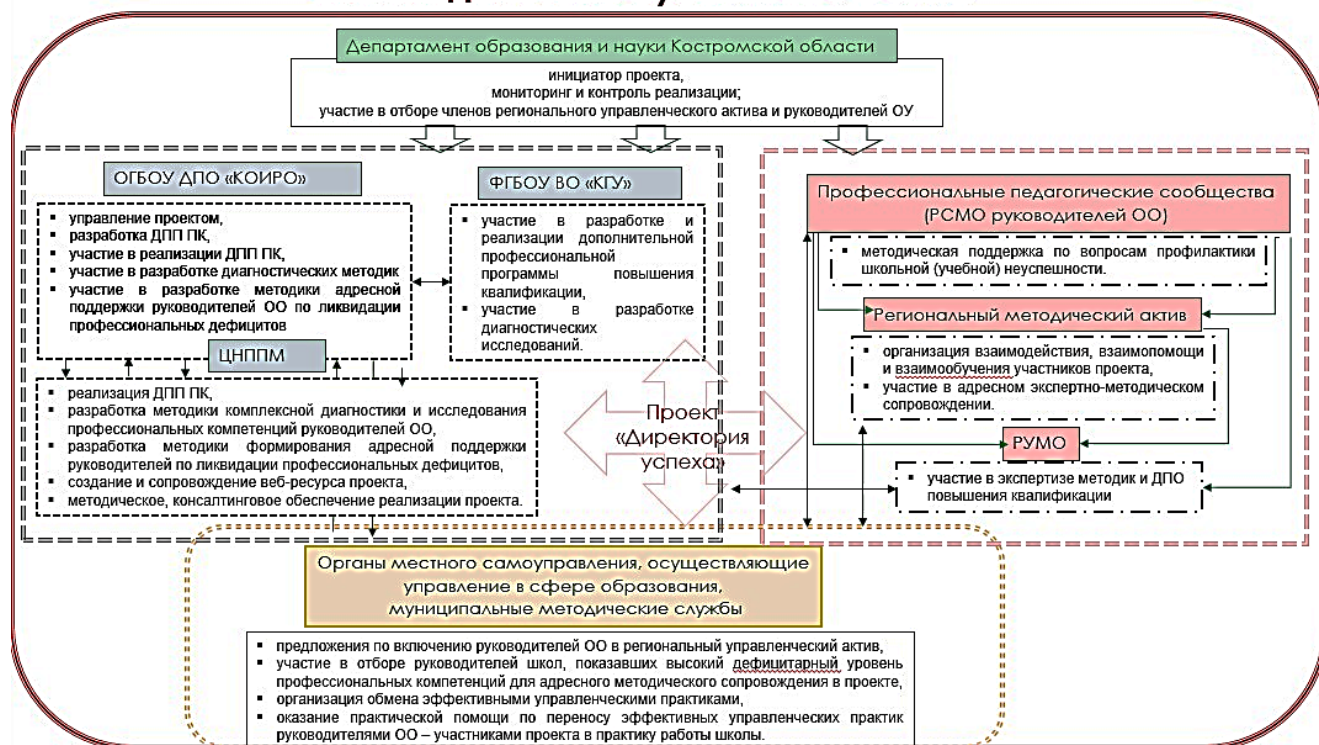 Департамент образования и науки Костромской области
инициатор проекта,
мониторинг и контроль реализации;
участие в отборе членов регионального управленческого актива и руководителей ОУ
ОГБОУ ДПО «КОИРО»
▪ управление проектом,
▪ разработка ДПП ПК,
▪ участие в реализации ДПП ПК,
▪ участие в разработке диагностических методик
▪ участие в разработке методики адресной
поддержки руководителей ОО по ликвидации
профессиональных дефицитов
ФГБОУ ВО «КГУ»
▪ участие в разработке и
реализации дополнительной
профессиональной
программы повышения
квалификации,
▪ участие в разработке
диагностических
исследований.
ЦНППМ
▪ реализация ДПП ПК,
▪ разработка методики комплексной диагностики и исследования
профессиональных компетенций руководителей ОО,
▪ разработка методики формирования адресной поддержки
руководителей по ликвидации профессиональных дефицитов,
▪ создание и сопровождение веб-ресурса проекта,
▪ методическое, консалтинговое обеспечение реализации проекта.
Проект
«Директория
успеха»
Профессиональные педагогические сообщества
(РСМО руководителей ОО)
▪ методическая поддержка по вопросам профилактики
школьной (учебной) неуспешности.
Региональный методический актив
▪ организация взаимодействия, взаимопомощи
и взаимообучения участников проекта,
▪ участие в адресном экспертно-методическом
сопровождении.
РУМО
▪ участие в экспертизе методик и ДПО
повышения квалификации
Органы местного самоуправления, осуществляющие
управление в сфере образования,
муниципальные методические службы
▪ предложения по включению руководителей ОО в региональный управленческий актив,
▪ участие в отборе руководителей школ, показавших высокий дефицитарный уровень
профессиональных компетенций для адресного методического сопровождения в проекте,
▪ организация обмена эффективными управленческими практиками,
▪ оказание практической помощи по переносу эффективных управленческих практик
руководителями ОО – участниками проекта в практику работы школы.